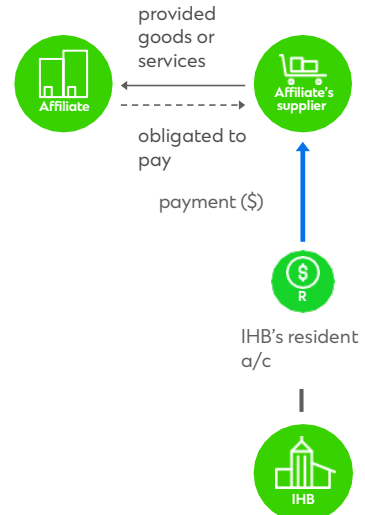 provided
goods or
services
Affiliate
Affiliate's
supplier
obligated to
pay
payment ($)
$
R
IHB's resident
a/c
IHB